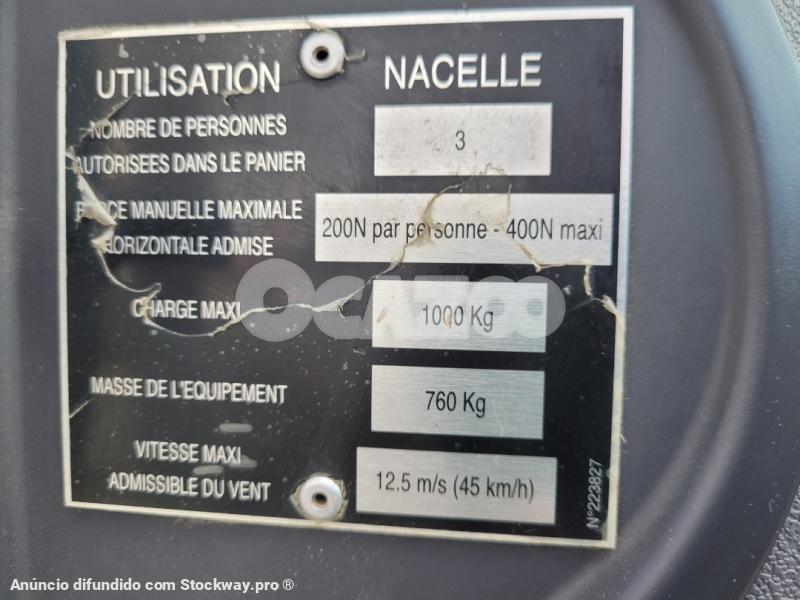 UTILISATION NACELLE
NOMBRE DE PERSONNES
AUTORISEES DANS LE PANIER
3
FORCE MANUELLE MAXIMALE
HORIZONTALE ADMISE
200N par personne - 400N maxi
CHARGE MAXI
1000 Kg
MASSE DE L'EQUIPEMENT
760 Kg
VITESSE MAXI
ADMISSIBLE DU VENT
12.5 m/s (45 km/h)
N°223827
OCAZOO
Anúncio difundido com Stockway.pro ®